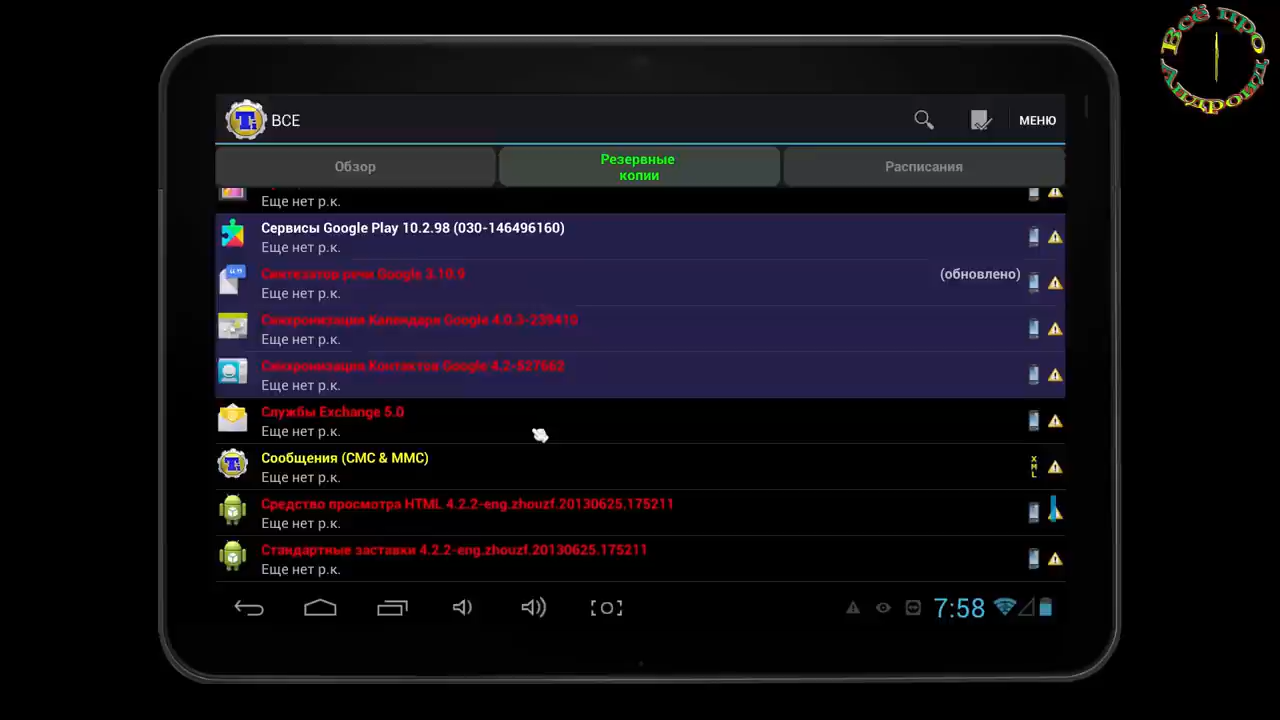 Всё про Андроид
ВСЕ
МЕНЮ
Обзор
Резервные
копии
Расписания
Еще нет р.к.
Сервисы Google Play 10.2.98 (030-146496160)
Еще нет р.к.
Синтезатор речи Google 3.10.9
(обновлено)
Еще нет р.к.
Синхронизация Календаря Google 4.0.3-239410
Еще нет р.к.
Синхронизация Контактов Google 4.2-527662
Еще нет р.к.
Службы Exchange 5.0
Еще нет р.к.
Сообщения (СМС & ММС)
XML
Еще нет р.к.
Средство просмотра HTML 4.2.2-eng.zhouzf.20130625.175211
Еще нет р.к.
Стандартные заставки 4.2.2-eng.zhouzf.20130625.175211
Еще нет р.к.
7:58